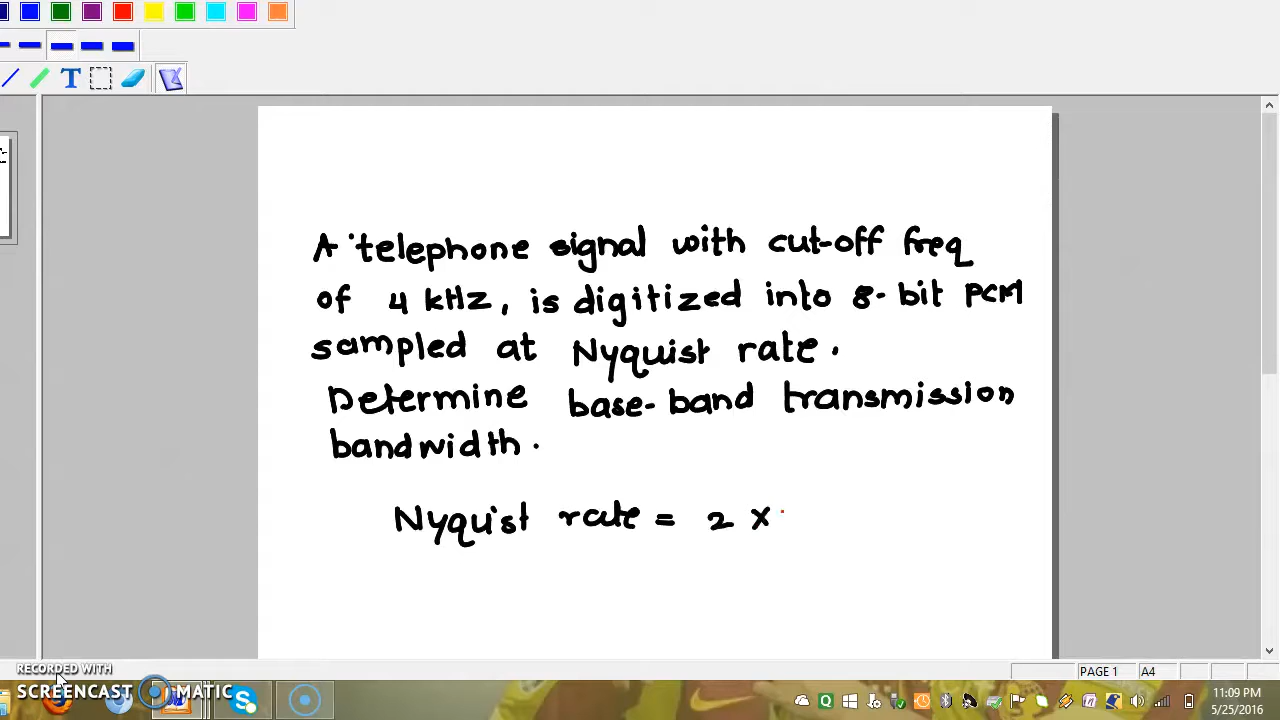 A telephone signal with cut-off freq
of 4 kHz, is digitized into 8-bit PCM
sampled at Nyquist rate.
Determine base-band transmission
bandwidth.
Nyquist rate = 2 x
RECORDED WITH
SCREENCAST MATIC
PAGE 1 A4
11:09 PM
5/25/2016